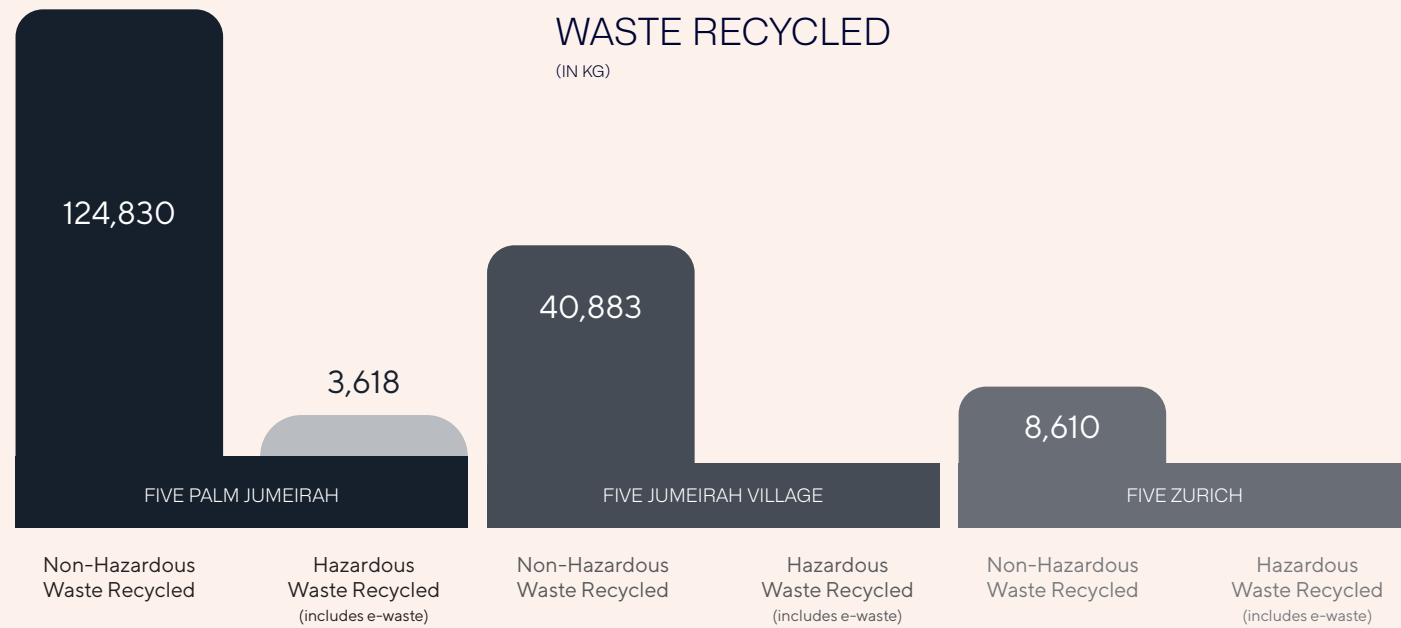 WASTE RECYCLED
(IN KG)
124,830
3,618
40,883
8,610
FIVE PALM JUMEIRAH
FIVE JUMEIRAH VILLAGE
FIVE ZURICH
Non-Hazardous
Waste Recycled
Hazardous
Waste Recycled
(includes e-waste)
Non-Hazardous
Waste Recycled
Hazardous
Waste Recycled
(includes e-waste)
Non-Hazardous
Waste Recycled
Hazardous
Waste Recycled
(includes e-waste)